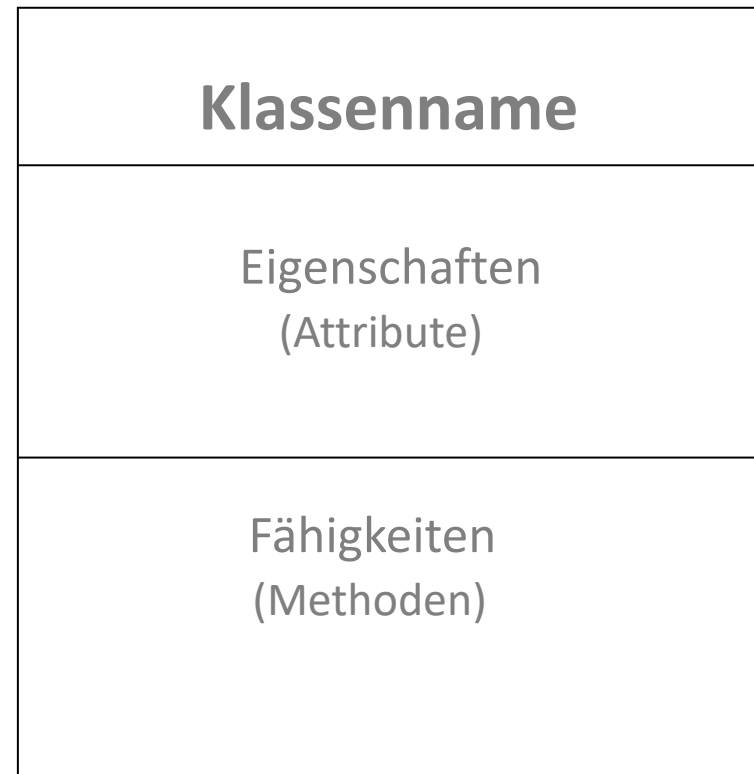 Klassenname
Eigenschaften
(Attribute)
Fähigkeiten
(Methoden)